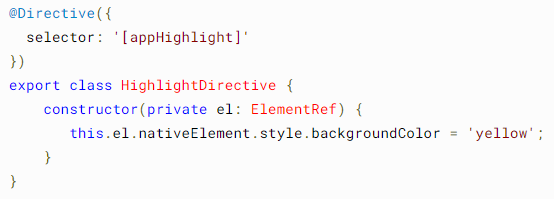 @Directive({
  selector: '[appHighlight]'
})
export class HighlightDirective {
    constructor(private el: ElementRef) {
       this.el.nativeElement.style.backgroundColor = 'yellow';
    }
}